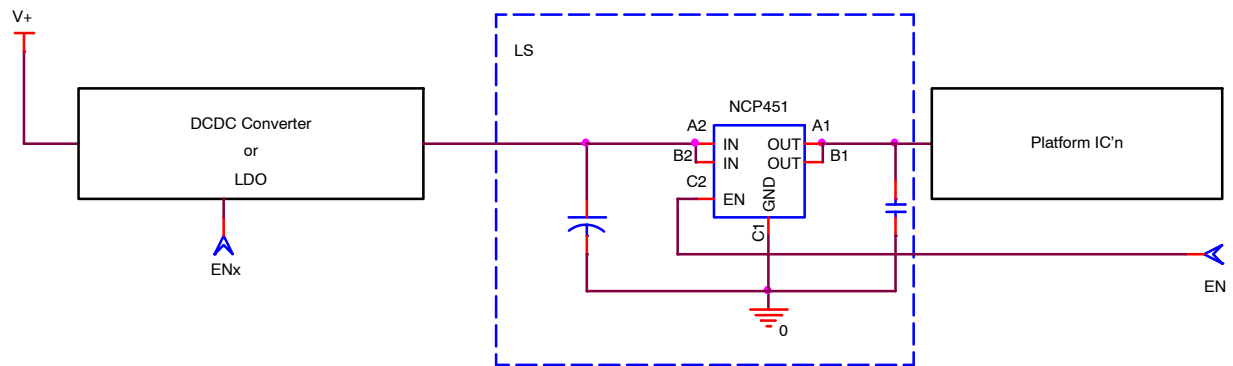 V+
LS
NCP451
DCDC Converter
or
LDO
A2
A1
IN
OUT
B2
B1
IN
OUT
Platform IC'n
C2
EN
GND
C1
ENx
EN
0